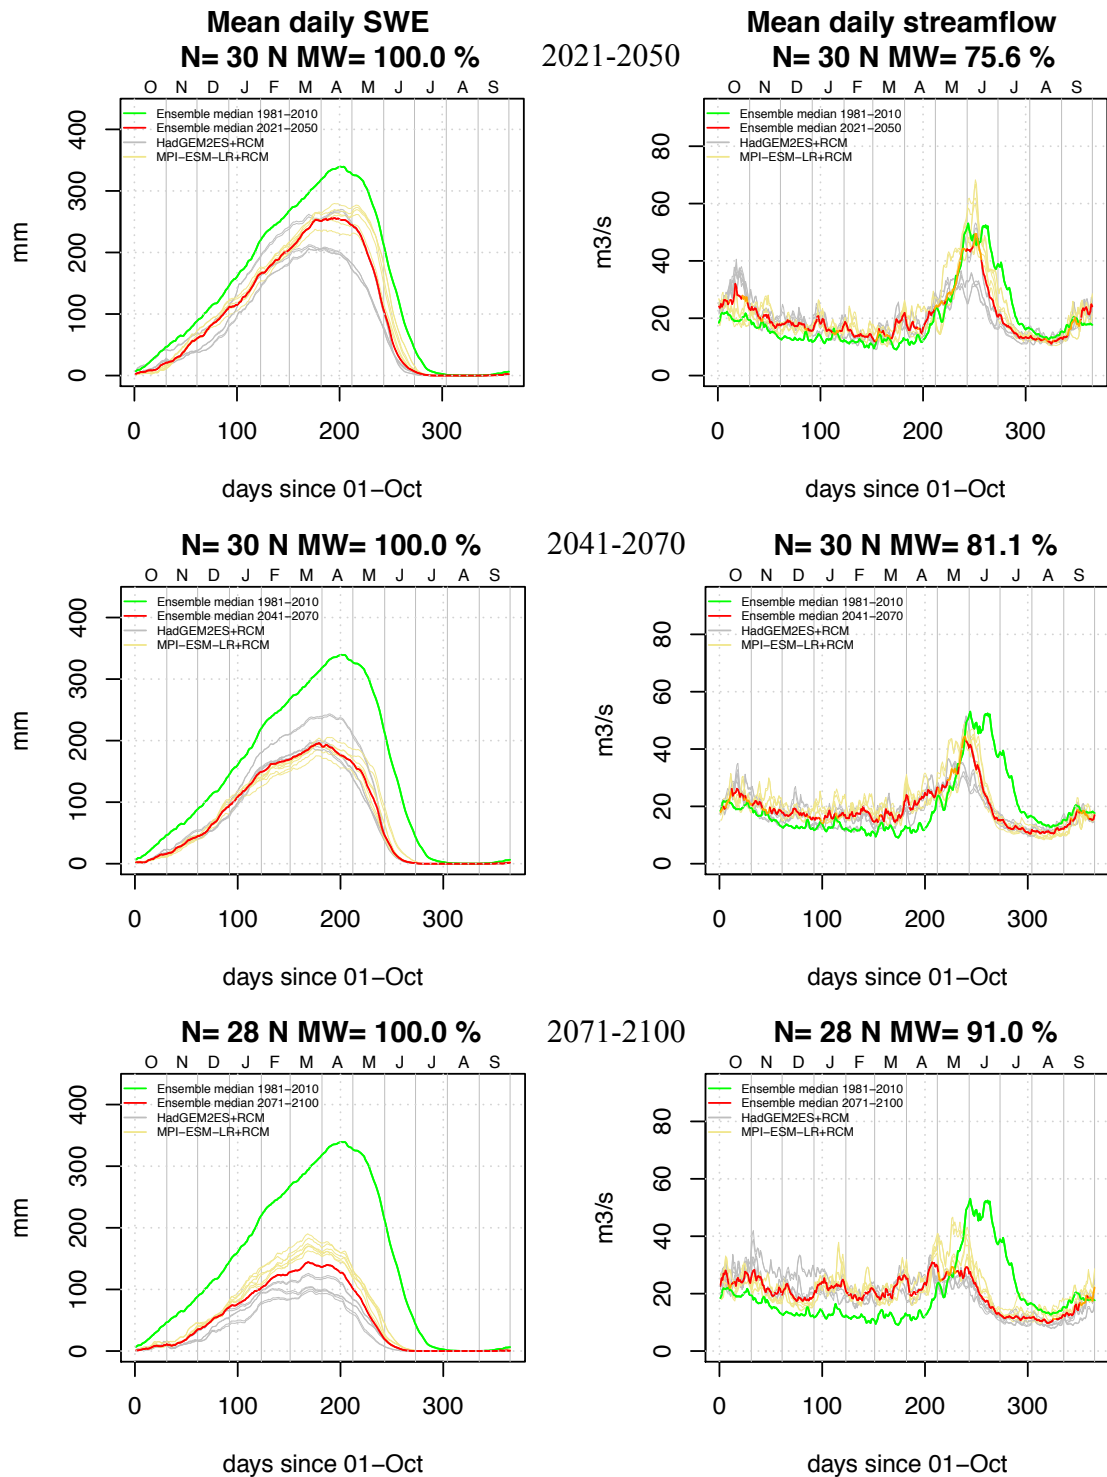 Mean daily SWE
N= 30 N MW= 100.0 %
2021-2050
Mean daily streamflow
N= 30 N MW= 75.6 %
O N D J F M A M J J A S
Ensemble median 1981−2010
Ensemble median 2021−2050
HadGEM2ES+RCM
MPI−ESM−LR+RCM
mm
0 100 200 300 400
0 100 200 300
days since 01−Oct
O N D J F M A M J J A S
Ensemble median 1981−2010
Ensemble median 2021−2050
HadGEM2ES+RCM
MPI−ESM−LR+RCM
m3/s
0 20 40 60 80
0 100 200 300
days since 01−Oct
N= 30 N MW= 100.0 %
2041-2070
N= 30 N MW= 81.1 %
O N D J F M A M J J A S
Ensemble median 1981−2010
Ensemble median 2041−2070
HadGEM2ES+RCM
MPI−ESM−LR+RCM
mm
0 100 200 300 400
0 100 200 300
days since 01−Oct
O N D J F M A M J J A S
Ensemble median 1981−2010
Ensemble median 2041−2070
HadGEM2ES+RCM
MPI−ESM−LR+RCM
m3/s
0 20 40 60 80
0 100 200 300
days since 01−Oct
N= 28 N MW= 100.0 %
2071-2100
N= 28 N MW= 91.0 %
O N D J F M A M J J A S
Ensemble median 1981−2010
Ensemble median 2071−2100
HadGEM2ES+RCM
MPI−ESM−LR+RCM
mm
0 100 200 300 400
0 100 200 300
days since 01−Oct
O N D J F M A M J J A S
Ensemble median 1981−2010
Ensemble median 2071−2100
HadGEM2ES+RCM
MPI−ESM−LR+RCM
m3/s
0 20 40 60 80
0 100 200 300
days since 01−Oct